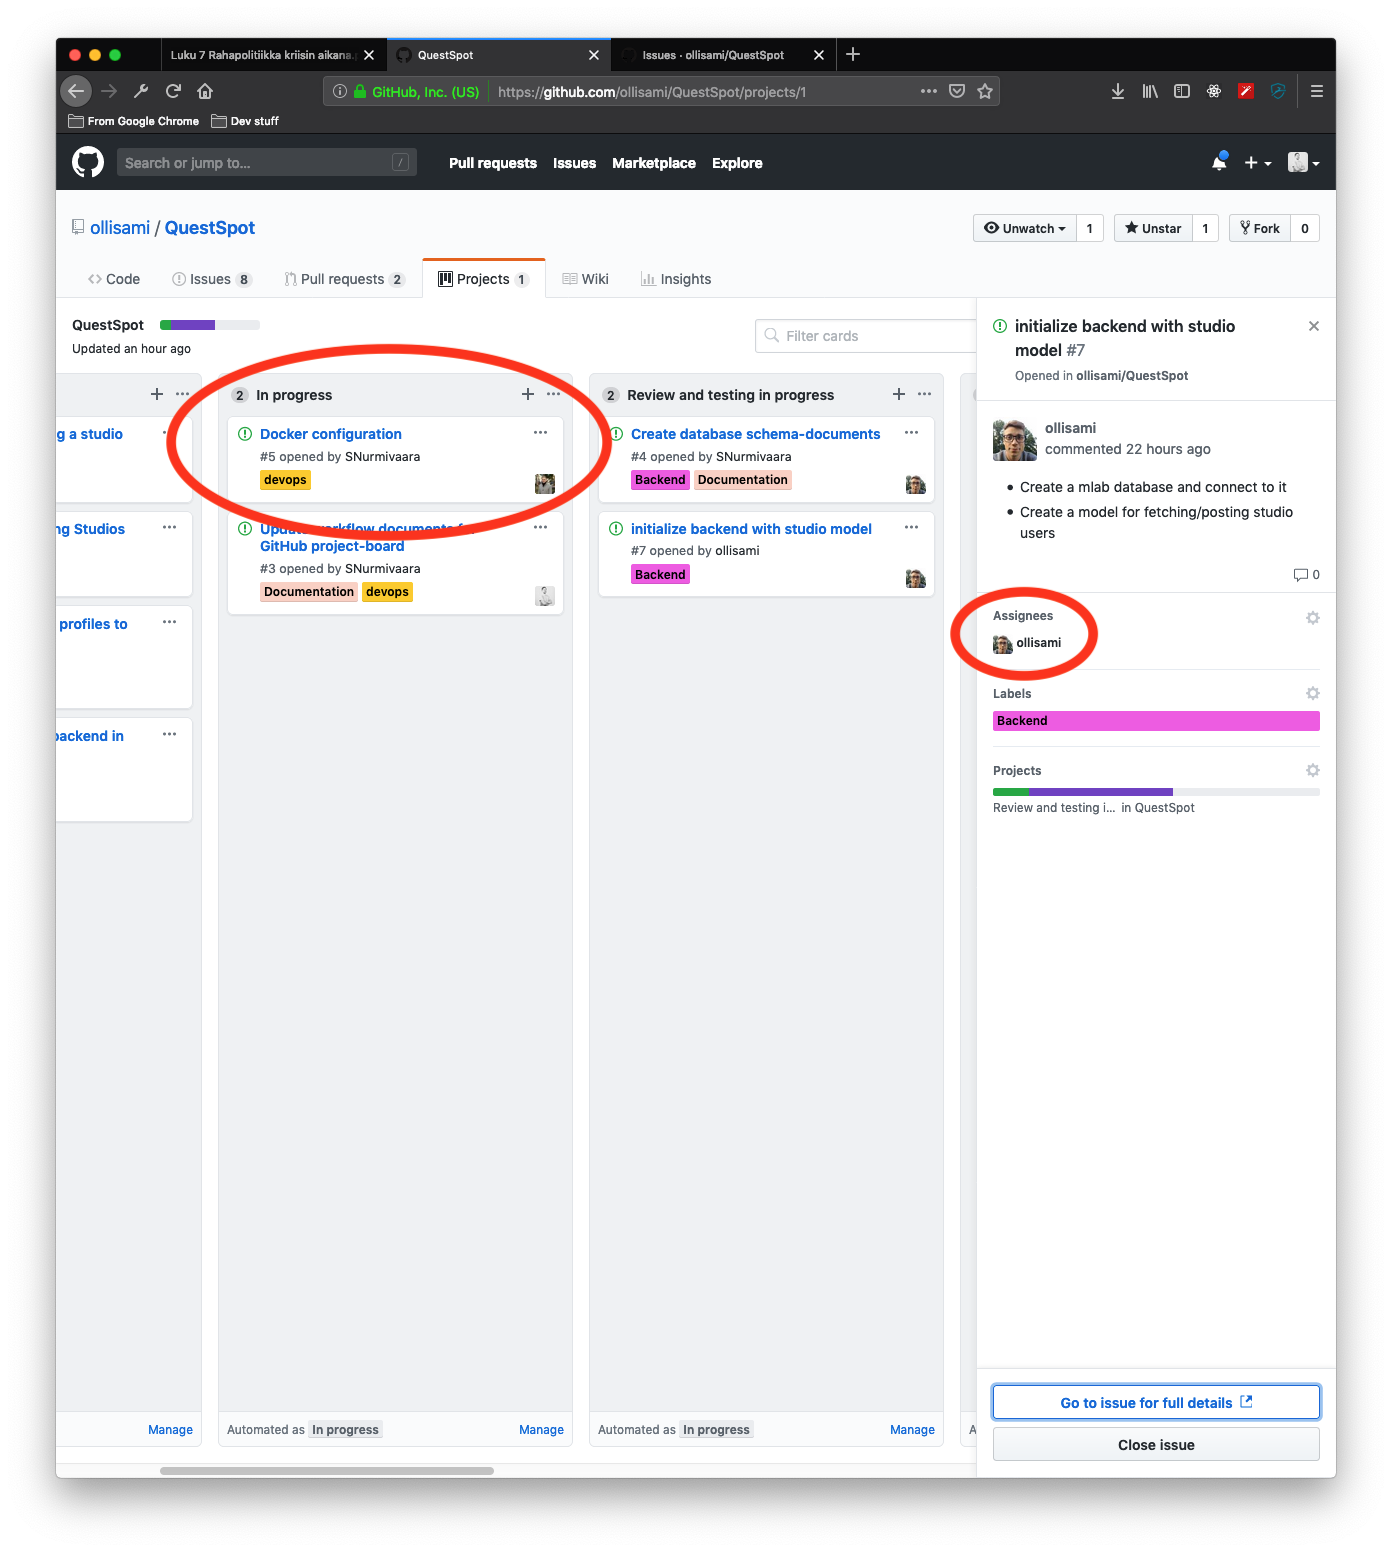 Luku 7 Rahapolitiikka kriisin aikana.p
QuestSpot
Issues · ollisami/QuestSpot
GitHub, Inc. (US) https://github.com/ollisami/QuestSpot/projects/1
From Google Chrome Dev stuff
Search or jump to... / Pull requests Issues Marketplace Explore
ollisami / QuestSpot
Unwatch 1 Unstar 1 Fork 0
Code Issues 8 Pull requests 2 Projects 1 Wiki Insights
QuestSpot
Updated an hour ago
Filter cards
g a studio
ng Studios
profiles to
backend in
Manage
2 In progress
Docker configuration
#5 opened by SNurmivaara
devops
Update workflow documents for
GitHub project-board
#3 opened by SNurmivaara
Documentation devops
Automated as In progress Manage
2 Review and testing in progress
Create database schema-documents
#4 opened by SNurmivaara
Backend Documentation
initialize backend with studio model
#7 opened by ollisami
Backend
Automated as In progress Manage
A
initialize backend with studio
model #7
Opened in ollisami/QuestSpot
ollisami
commented 22 hours ago
• Create a mlab database and connect to it
• Create a model for fetching/posting studio
users
0
Assignees
ollisami
Labels
Backend
Projects
Review and testing i... in QuestSpot
Go to issue for full details
Close issue